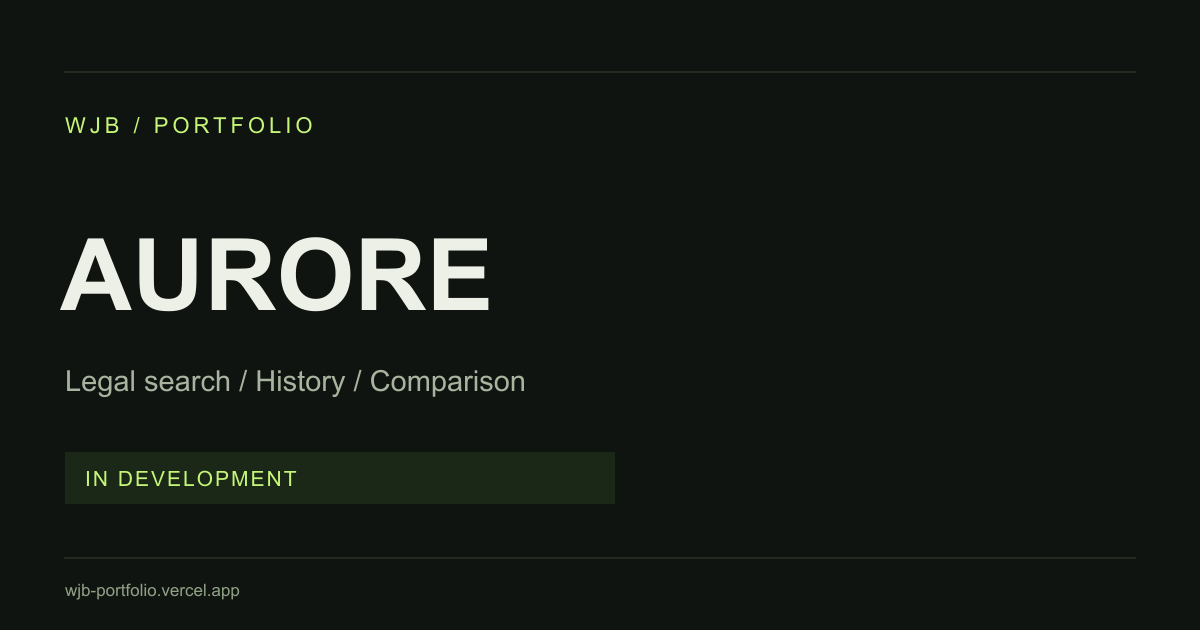 WJB / PORTFOLIO
AURORE
Legal search / History / Comparison
IN DEVELOPMENT
wjb-portfolio.vercel.app